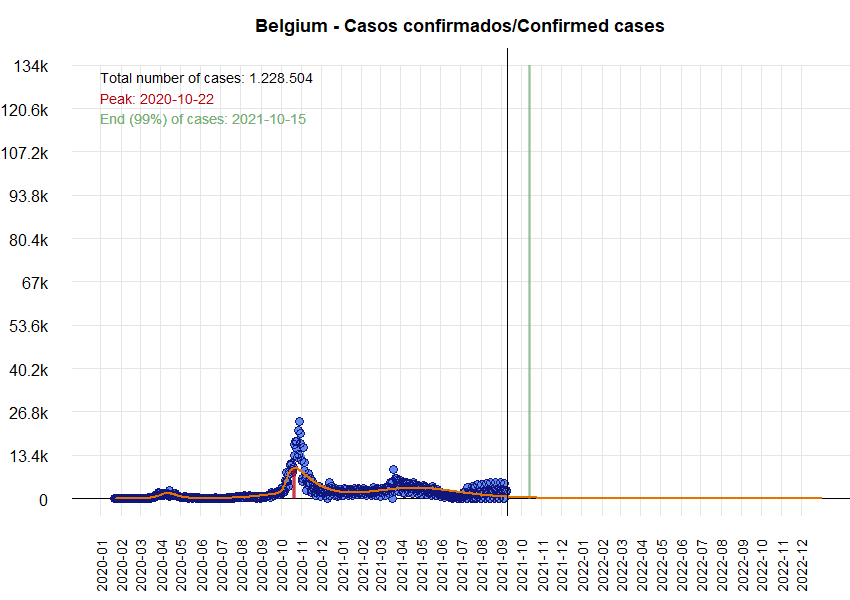 Belgium - Casos confirmados/Confirmed cases
134k
120.6k
107.2k
93.8k
80.4k
67k
53.6k
40.2k
26.8k
13.4k
0
Total number of cases: 1.228.504
Peak: 2020-10-22
End (99%) of cases: 2021-10-15
2020-01
2020-02
2020-03
2020-04
2020-05
2020-06
2020-07
2020-08
2020-09
2020-10
2020-11
2020-12
2021-01
2021-02
2021-03
2021-04
2021-05
2021-06
2021-07
2021-08
2021-09
2021-10
2021-11
2021-12
2022-02
2022-03
2022-04
2022-05
2022-06
2022-07
2022-08
2022-09
2022-10
2022-11
2022-12